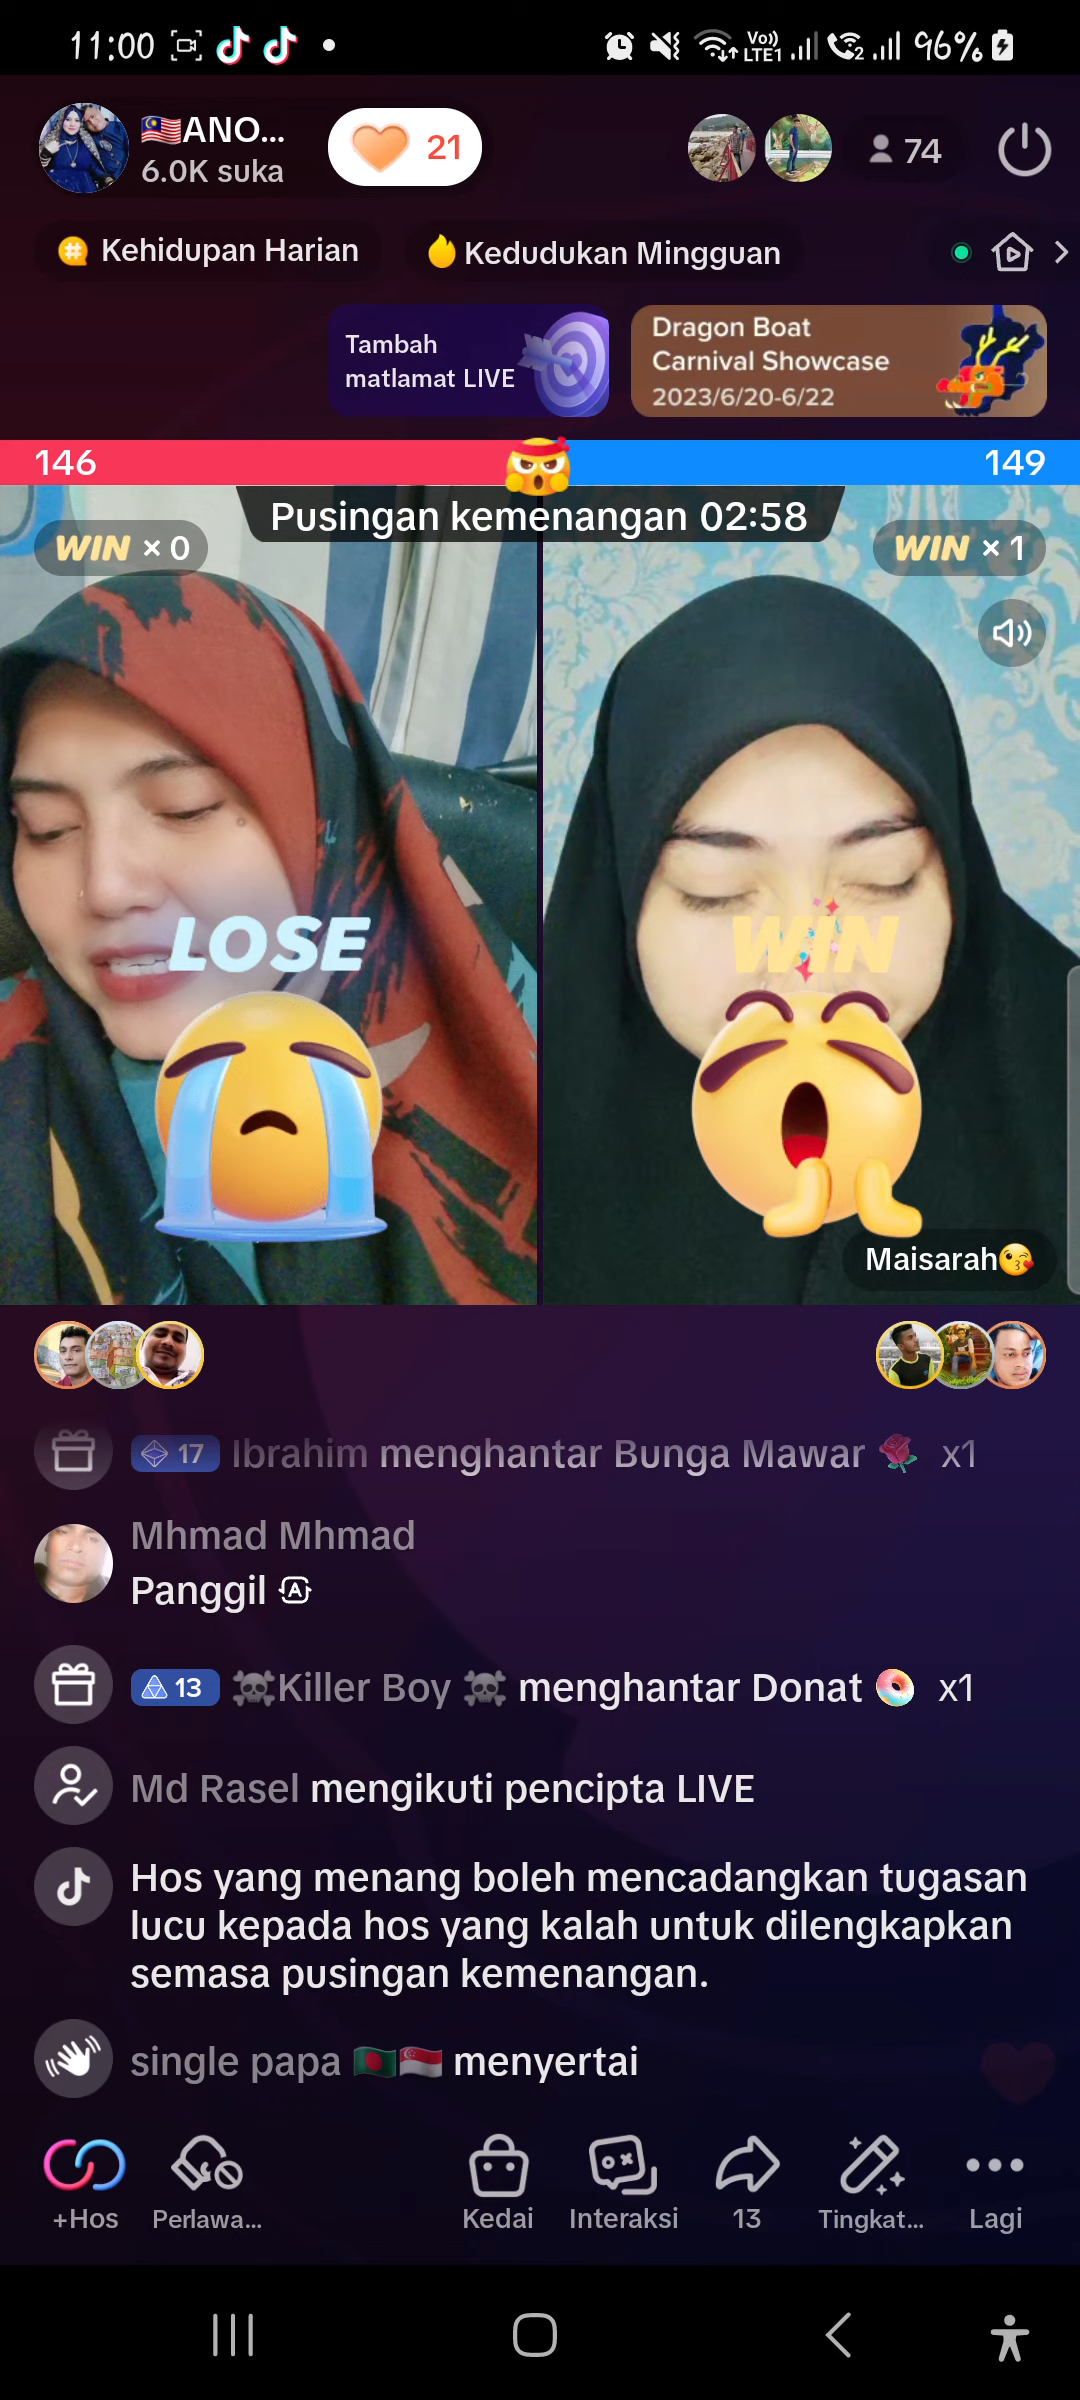 11:00
Vo))
LTE1
2
96%
🇲🇾ANO...
6.0K suka
21
74
Kehidupan Harian
Kedudukan Mingguan
Tambah
matlamat LIVE
Dragon Boat
Carnival Showcase
2023/6/20-6/22
146
149
Pusingan kemenangan 02:58
WIN × 0
WIN × 1
LOSE
WIN
Maisarah😘
17 Ibrahim menghantar Bunga Mawar 🌹 x1
Mhmad Mhmad
Panggil
13 ☠️Killer Boy ☠️ menghantar Donat 🍩 x1
Md Rasel mengikuti pencipta LIVE
Hos yang menang boleh mencadangkan tugasan
lucu kepada hos yang kalah untuk dilengkapkan
semasa pusingan kemenangan.
single papa 🇧🇩🇸🇬 menyertai
+Hos
Perlawa...
Kedai
Interaksi
13
Tingkat...
Lagi